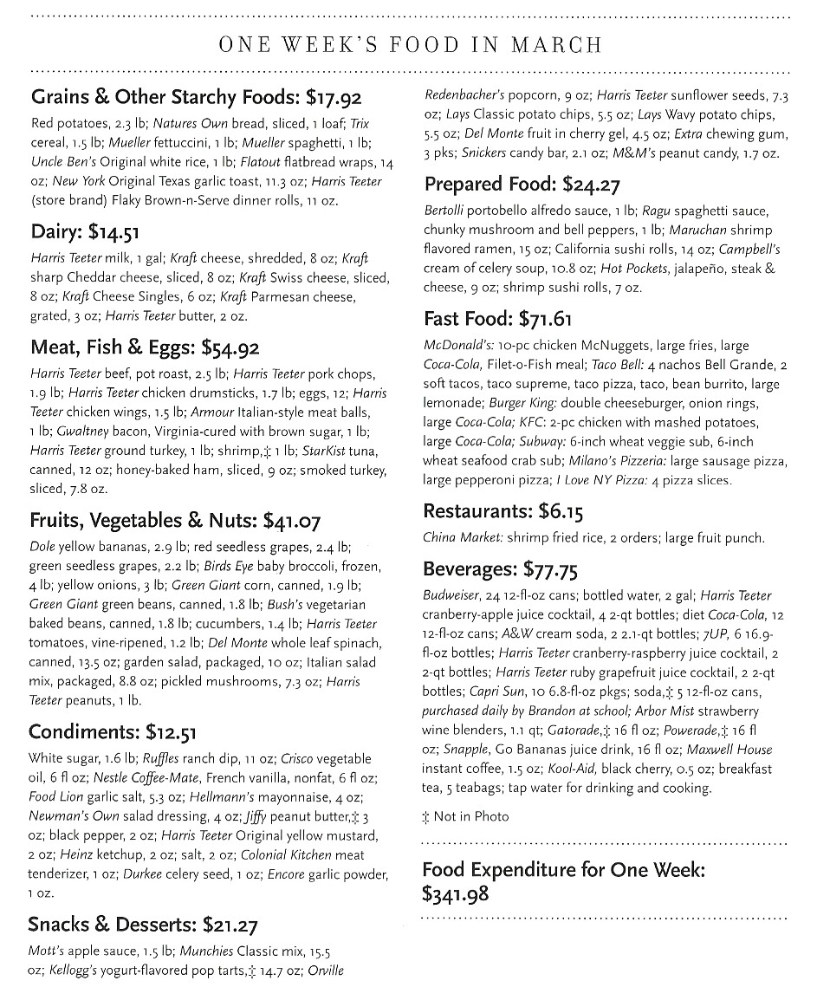 ONE WEEK'S FOOD IN MARCH
Grains & Other Starchy Foods: $17.92
Red potatoes, 2.3 lb; Natures Own bread, sliced, 1 loaf; Trix
cereal, 1.5 lb; Mueller fettuccini, 1 lb; Mueller spaghetti, 1 lb;
Uncle Ben's Original white rice, 1 lb; Flatout flatbread wraps, 14
oz; New York Original Texas garlic toast, 11.3 oz; Harris Teeter
(store brand) Flaky Brown-n-Serve dinner rolls, 11 oz.
Dairy: $14.51
Harris Teeter milk, 1 gal; Kraft cheese, shredded, 8 oz; Kraft
sharp Cheddar cheese, sliced, 8 oz; Kraft Swiss cheese, sliced,
8 oz; Kraft Cheese Singles, 6 oz; Kraft Parmesan cheese,
grated, 3 oz; Harris Teeter butter, 2 oz.
Meat, Fish & Eggs: $54.92
Harris Teeter beef, pot roast, 2.5 lb; Harris Teeter pork chops,
1.9 lb; Harris Teeter chicken drumsticks, 1.7 lb; eggs, 12; Harris
Teeter chicken wings, 1.5 lb; Armour Italian-style meat balls,
1 lb; Gwaltney bacon, Virginia-cured with brown sugar, 1 lb;
Harris Teeter ground turkey, 1 lb; shrimp,‡ 1 lb; StarKist tuna,
canned, 12 oz; honey-baked ham, sliced, 9 oz; smoked turkey,
sliced, 7.8 oz.
Fruits, Vegetables & Nuts: $41.07
Dole yellow bananas, 2.9 lb; red seedless grapes, 2.4 lb;
green seedless grapes, 2.2 lb; Birds Eye baby broccoli, frozen,
4 lb; yellow onions, 3 lb; Green Giant corn, canned, 1.9 lb;
Green Giant green beans, canned, 1.8 lb; Bush's vegetarian
baked beans, canned, 1.8 lb; cucumbers, 1.4 lb; Harris Teeter
tomatoes, vine-ripened, 1.2 lb; Del Monte whole leaf spinach,
canned, 13.5 oz; garden salad, packaged, 10 oz; Italian salad
mix, packaged, 8.8 oz; pickled mushrooms, 7.3 oz; Harris
Teeter peanuts, 1 lb.
Condiments: $12.51
White sugar, 1.6 lb; Ruffles ranch dip, 11 oz; Crisco vegetable
oil, 6 fl oz; Nestle Coffee-Mate, French vanilla, nonfat, 6 fl oz;
Food Lion garlic salt, 5.3 oz; Hellmann's mayonnaise, 4 oz;
Newman's Own salad dressing, 4 oz; Jiffy peanut butter,‡ 3
oz; black pepper, 2 oz; Harris Teeter Original yellow mustard,
2 oz; Heinz ketchup, 2 oz; salt, 2 oz; Colonial Kitchen meat
tenderizer, 1 oz; Durkee celery seed, 1 oz; Encore garlic powder,
1 oz.
Snacks & Desserts: $21.27
Mott's apple sauce, 1.5 lb; Munchies Classic mix, 15.5
oz; Kellogg's yogurt-flavored pop tarts,‡ 14.7 oz; Orville
Redenbacher's popcorn, 9 oz; Harris Teeter sunflower seeds, 7.3
oz; Lays Classic potato chips, 5.5 oz; Lays Wavy potato chips,
5.5 oz; Del Monte fruit in cherry gel, 4.5 oz; Extra chewing gum,
3 pks; Snickers candy bar, 2.1 oz; M&M's peanut candy, 1.7 oz.
Prepared Food: $24.27
Bertolli portobello alfredo sauce, 1 lb; Ragu spaghetti sauce,
chunky mushroom and bell peppers, 1 lb; Maruchan shrimp
flavored ramen, 15 oz; California sushi rolls, 14 oz; Campbell's
cream of celery soup, 10.8 oz; Hot Pockets, jalapeño, steak &
cheese, 9 oz; shrimp sushi rolls, 7 oz.
Fast Food: $71.61
McDonald's: 10-pc chicken McNuggets, large fries, large
Coca-Cola, Filet-o-Fish meal; Taco Bell: 4 nachos Bell Grande, 2
soft tacos, taco supreme, taco pizza, taco, bean burrito, large
lemonade; Burger King: double cheeseburger, onion rings,
large Coca-Cola; KFC: 2-pc chicken with mashed potatoes,
large Coca-Cola; Subway: 6-inch wheat veggie sub, 6-inch
wheat seafood crab sub; Milano's Pizzeria: large sausage pizza,
large pepperoni pizza; I Love NY Pizza: 4 pizza slices.
Restaurants: $6.15
China Market: shrimp fried rice, 2 orders; large fruit punch.
Beverages: $77.75
Budweiser, 24 12-fl-oz cans; bottled water, 2 gal; Harris Teeter
cranberry-apple juice cocktail, 4 2-qt bottles; diet Coca-Cola, 12
12-fl-oz cans; A&W cream soda, 2 2.1-qt bottles; 7UP, 6 16.9-
fl-oz bottles; Harris Teeter cranberry-raspberry juice cocktail, 2
2-qt bottles; Harris Teeter ruby grapefruit juice cocktail, 2 2-qt
bottles; Capri Sun, 10 6.8-fl-oz pkgs; soda,‡ 5 12-fl-oz cans,
purchased daily by Brandon at school; Arbor Mist strawberry
wine blenders, 1.1 qt; Gatorade,‡ 16 fl oz; Powerade,‡ 16 fl
oz; Snapple, Go Bananas juice drink, 16 fl oz; Maxwell House
instant coffee, 1.5 oz; Kool-Aid, black cherry, 0.5 oz; breakfast
tea, 5 teabags; tap water for drinking and cooking.
‡ Not in Photo
Food Expenditure for One Week:
$341.98